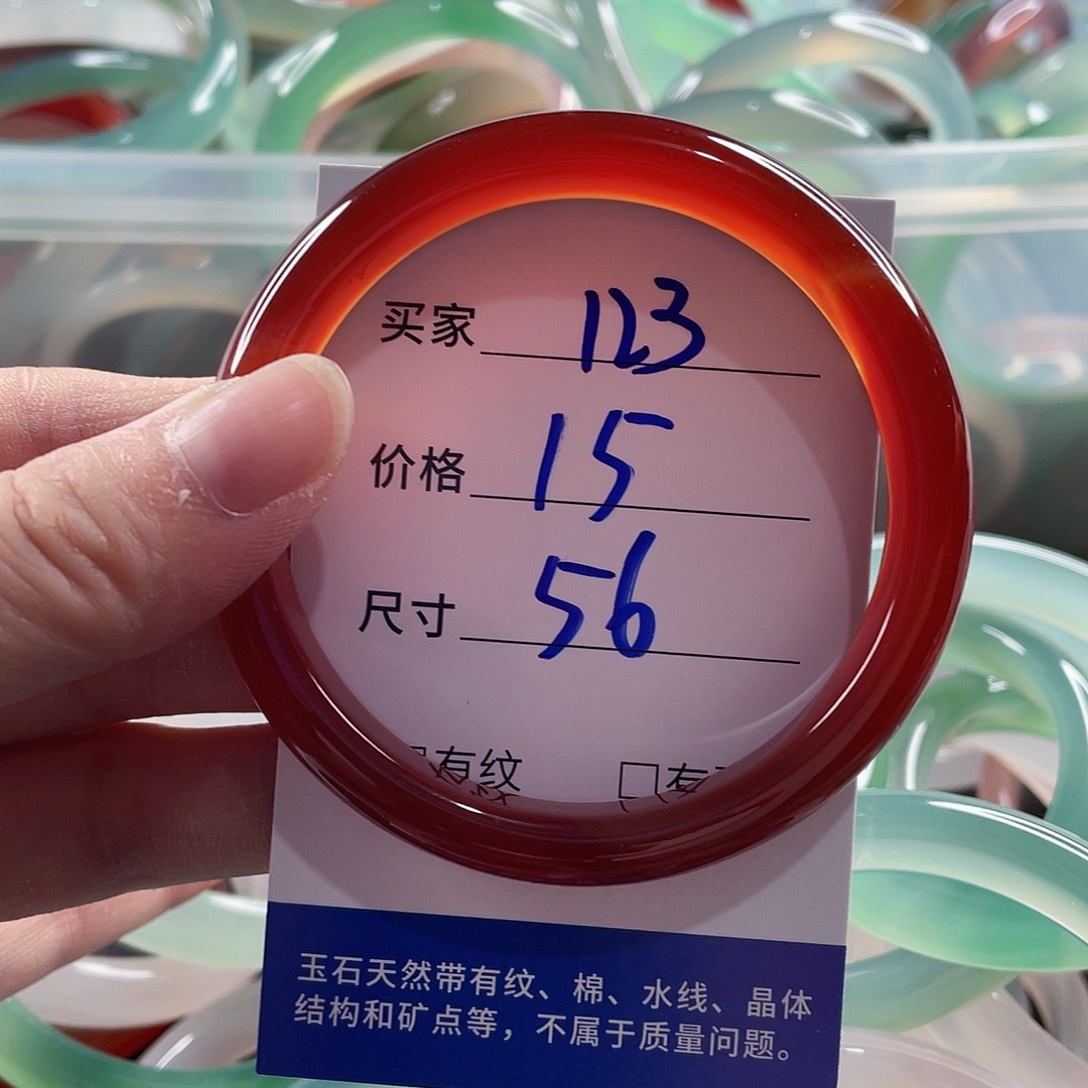 买家 123
价格 15
尺寸 56
有纹 □有
玉石天然带有纹、棉、水线、晶体
结构和矿点等，不属于质量问题。